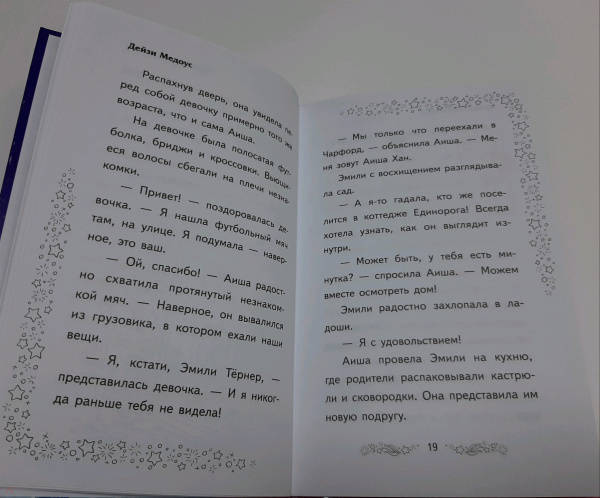 Дейзи Медоус
Распахнув дверь, она увидела пе-
ред собой девочку примерно того же
возраста, что и сама Аиша.
На девочке была полосатая фут-
болка, бриджи и кроссовки. Вьющи-
еся волосы сбегали на плечи незна-
комки.
— Привет! — поздоровалась де-
вочка. — Я нашла футбольный мяч
там, на улице. Я подумала — навер-
ное, это ваш.
— Ой, спасибо! — Аиша радост-
но схватила протянутый незнаком-
кой мяч. — Наверное, он вывалился
из грузовика, в котором ехали наши
вещи.
— Я, кстати, Эмили Тёрнер, —
представилась девочка. — И я никог-
да раньше тебя не видела!
— Мы только что переехали в
Чарфорд, — объяснила Аиша. — Ме-
ня зовут Аиша Хан.
Эмили с восхищением разглядыва-
ла сад.
— А я-то гадала, кто же посе-
лится в коттедже Единорога! Всегда
хотела узнать, как он выглядит из-
нутри.
— Может быть, у тебя есть ми-
нутка? — спросила Аиша. — Можем
вместе осмотреть дом!
Эмили радостно захлопала в ла-
доши.
— Я с удовольствием!
Аиша провела Эмили на кухню,
где родители распаковывали кастрю-
ли и сковородки. Она представила им
новую подругу.
19